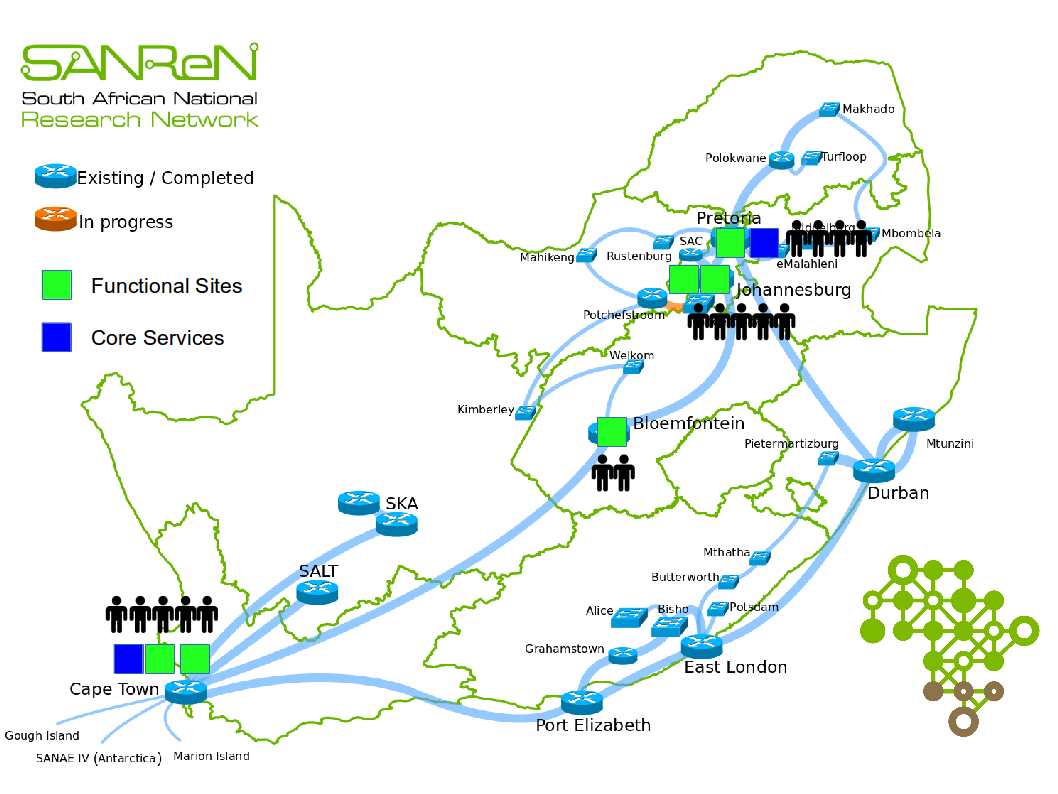 SANReN
South African National
Research Network
Existing / Completed
In progress
Functional Sites
Core Services
Makhado
Polokwane
Turfloop
Pretoria
Mbombela
SAC
Mahikeng
Rustenburg
eMalahleni
Johannesburg
Potchefstroom
Welkom
Kimberley
Bloemfontein
Pietermartizburg
Mtunzini
Durban
SKA
SALT
Mthatha
Butterworth
Alice
Bisho
Potsdam
Grahamstown
East London
Cape Town
Port Elizabeth
Gough Island
SANAE IV (Antarctica)
Marion Island